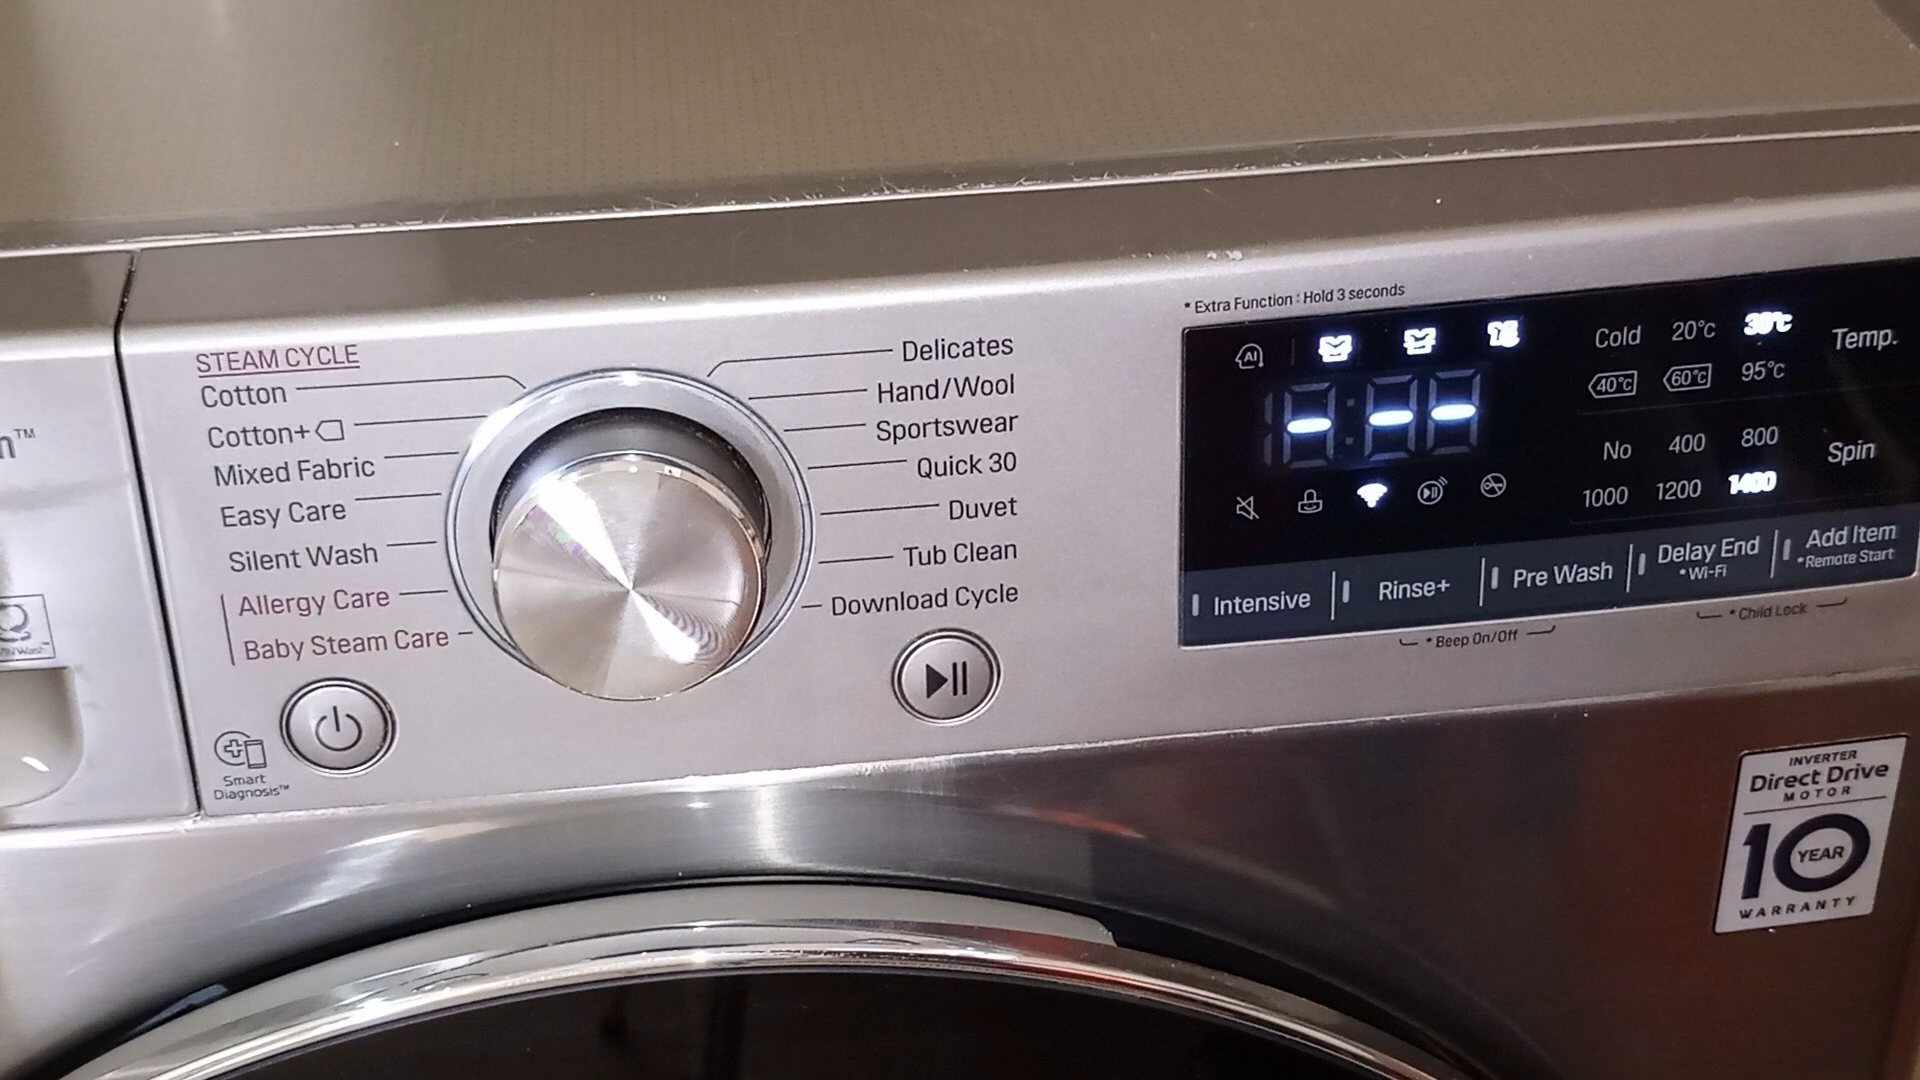 STEAM CYCLE
Cotton
Cotton+
Mixed Fabric
Easy Care
Silent Wash
Allergy Care
Baby Steam Care
Smart
Diagnosis™
Delicates
Hand/Wool
Sportswear
Quick 30
Duvet
Tub Clean
Download Cycle
* Extra Function : Hold 3 seconds
AI
Cold 20°C 30°C Temp.
40°C 60°C 95°C
No 400 800 Spin
1000 1200 1400
- : - -
Intensive
Rinse+
Pre Wash
Delay End
* Wi-Fi
Add Item
* Remote Start
* Beep On/Off
* Child Lock
INVERTER
Direct Drive
MOTOR
10 YEAR
WARRANTY